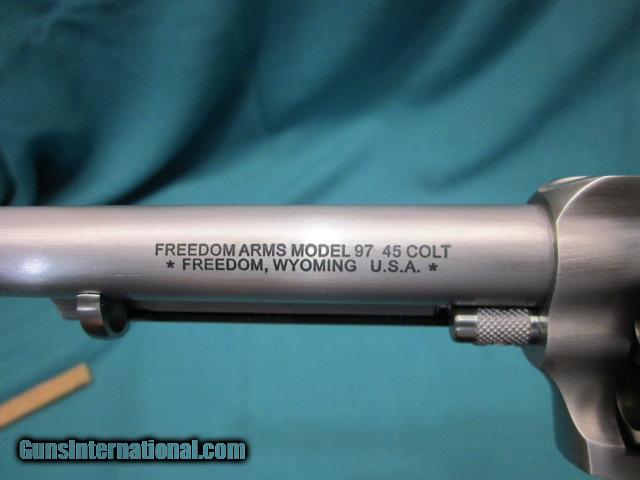 FREEDOM ARMS MODEL 97 45 COLT
* FREEDOM, WYOMING U.S.A. *
GunsInternational.com